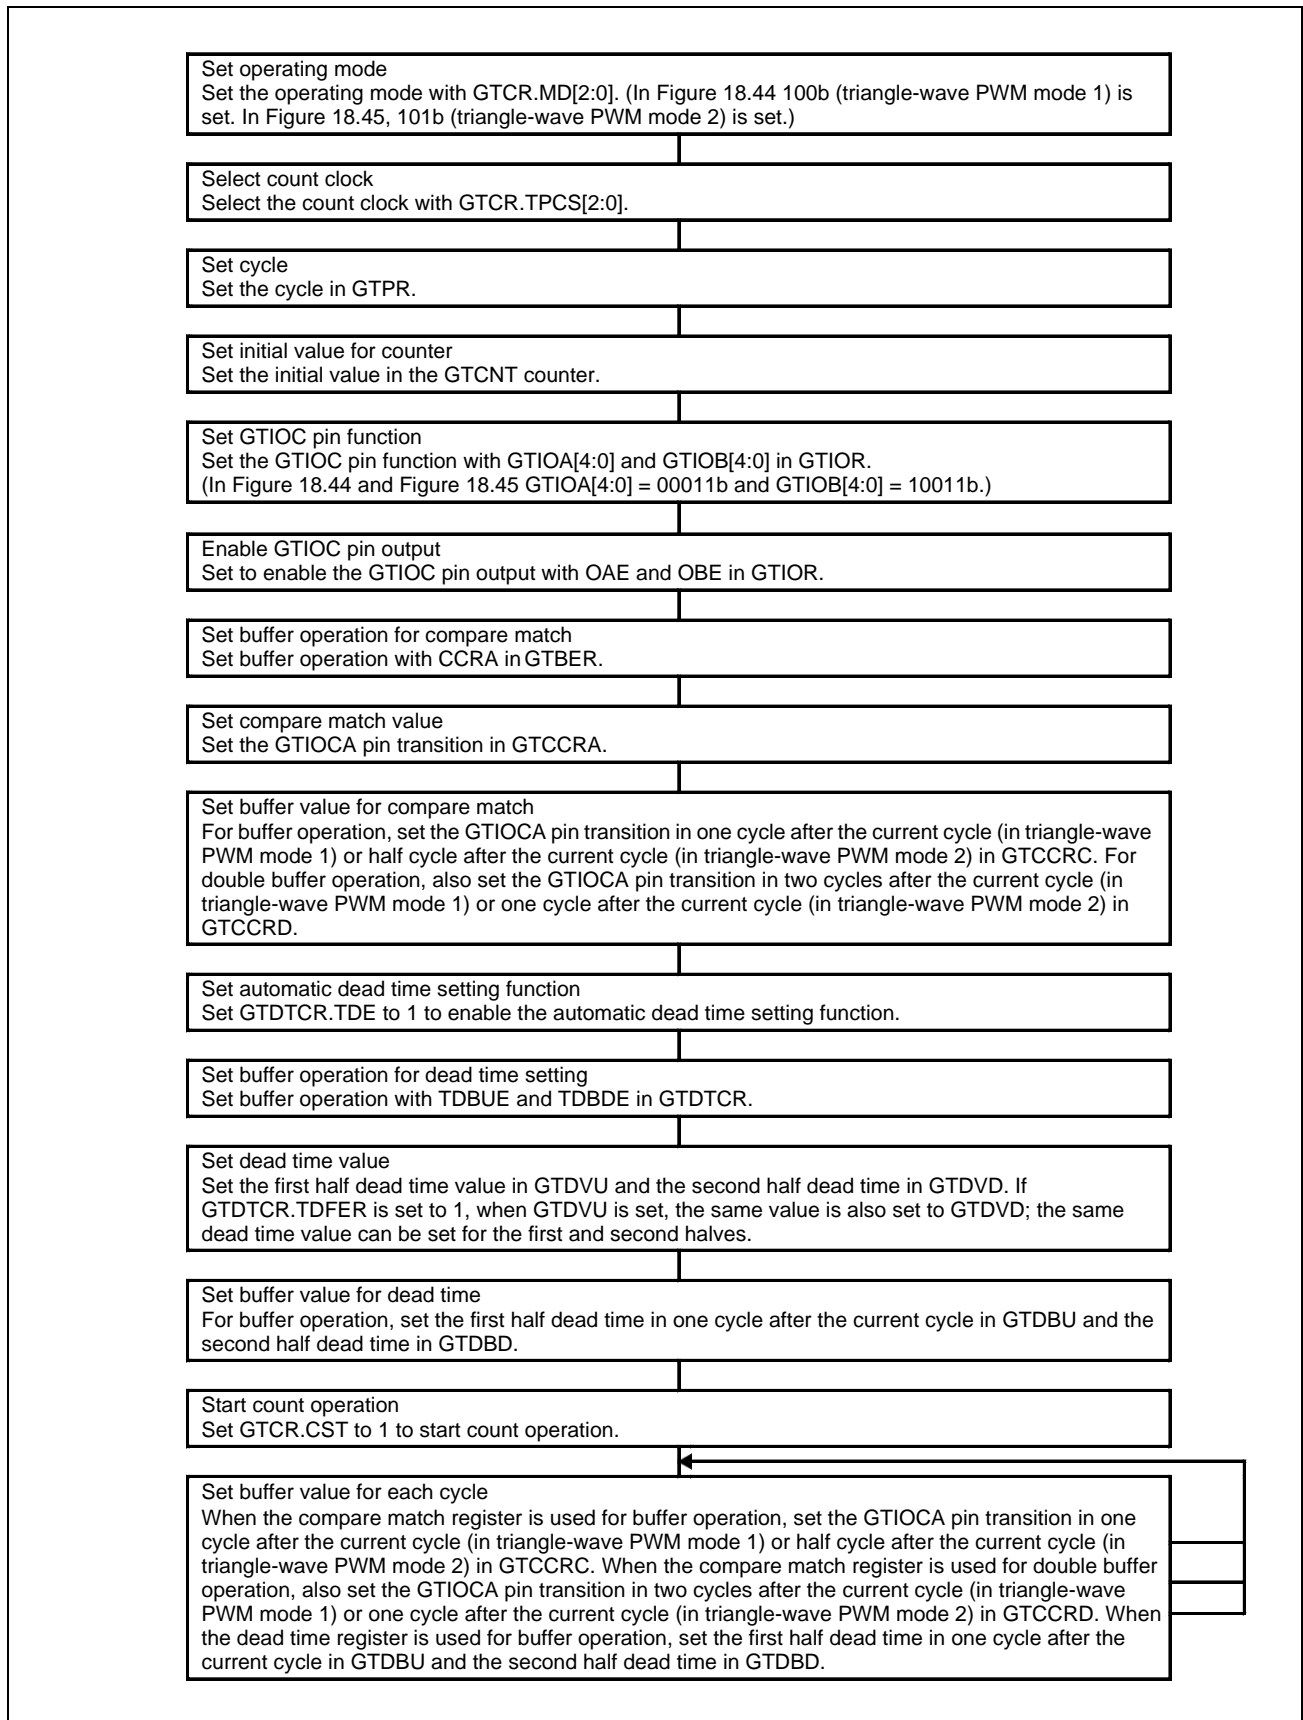 Set operating mode
Set the operating mode with GTCR.MD[2:0]. (In Figure 18.44 100b (triangle-wave PWM mode 1) is
set. In Figure 18.45, 101b (triangle-wave PWM mode 2) is set.)
Select count clock
Select the count clock with GTCR.TPCS[2:0].
Set cycle
Set the cycle in GTPR.
Set initial value for counter
Set the initial value in the GTCNT counter.
Set GTIOC pin function
Set the GTIOC pin function with GTIOA[4:0] and GTIOB[4:0] in GTIOR.
(In Figure 18.44 and Figure 18.45 GTIOA[4:0] = 00011b and GTIOB[4:0] = 10011b.)
Enable GTIOC pin output
Set to enable the GTIOC pin output with OAE and OBE in GTIOR.
Set buffer operation for compare match
Set buffer operation with CCRA in GTBER.
Set compare match value
Set the GTIOCA pin transition in GTCCRA.
Set buffer value for compare match
For buffer operation, set the GTIOCA pin transition in one cycle after the current cycle (in triangle-wave
PWM mode 1) or half cycle after the current cycle (in triangle-wave PWM mode 2) in GTCCRC. For
double buffer operation, also set the GTIOCA pin transition in two cycles after the current cycle (in
triangle-wave PWM mode 1) or one cycle after the current cycle (in triangle-wave PWM mode 2) in
GTCCRD.
Set automatic dead time setting function
Set GTDTCR.TDE to 1 to enable the automatic dead time setting function.
Set buffer operation for dead time setting
Set buffer operation with TDBUE and TDBDE in GTDTCR.
Set dead time value
Set the first half dead time value in GTDVU and the second half dead time in GTDVD. If
GTDTCR.TDFER is set to 1, when GTDVU is set, the same value is also set to GTDVD; the same
dead time value can be set for the first and second halves.
Set buffer value for dead time
For buffer operation, set the first half dead time in one cycle after the current cycle in GTDBU and the
second half dead time in GTDBD.
Start count operation
Set GTCR.CST to 1 to start count operation.
Set buffer value for each cycle
When the compare match register is used for buffer operation, set the GTIOCA pin transition in one
cycle after the current cycle (in triangle-wave PWM mode 1) or half cycle after the current cycle (in
triangle-wave PWM mode 2) in GTCCRC. When the compare match register is used for double buffer
operation, also set the GTIOCA pin transition in two cycles after the current cycle (in triangle-wave
PWM mode 1) or one cycle after the current cycle (in triangle-wave PWM mode 2) in GTCCRD. When
the dead time register is used for buffer operation, set the first half dead time in one cycle after the
current cycle in GTDBU and the second half dead time in GTDBD.